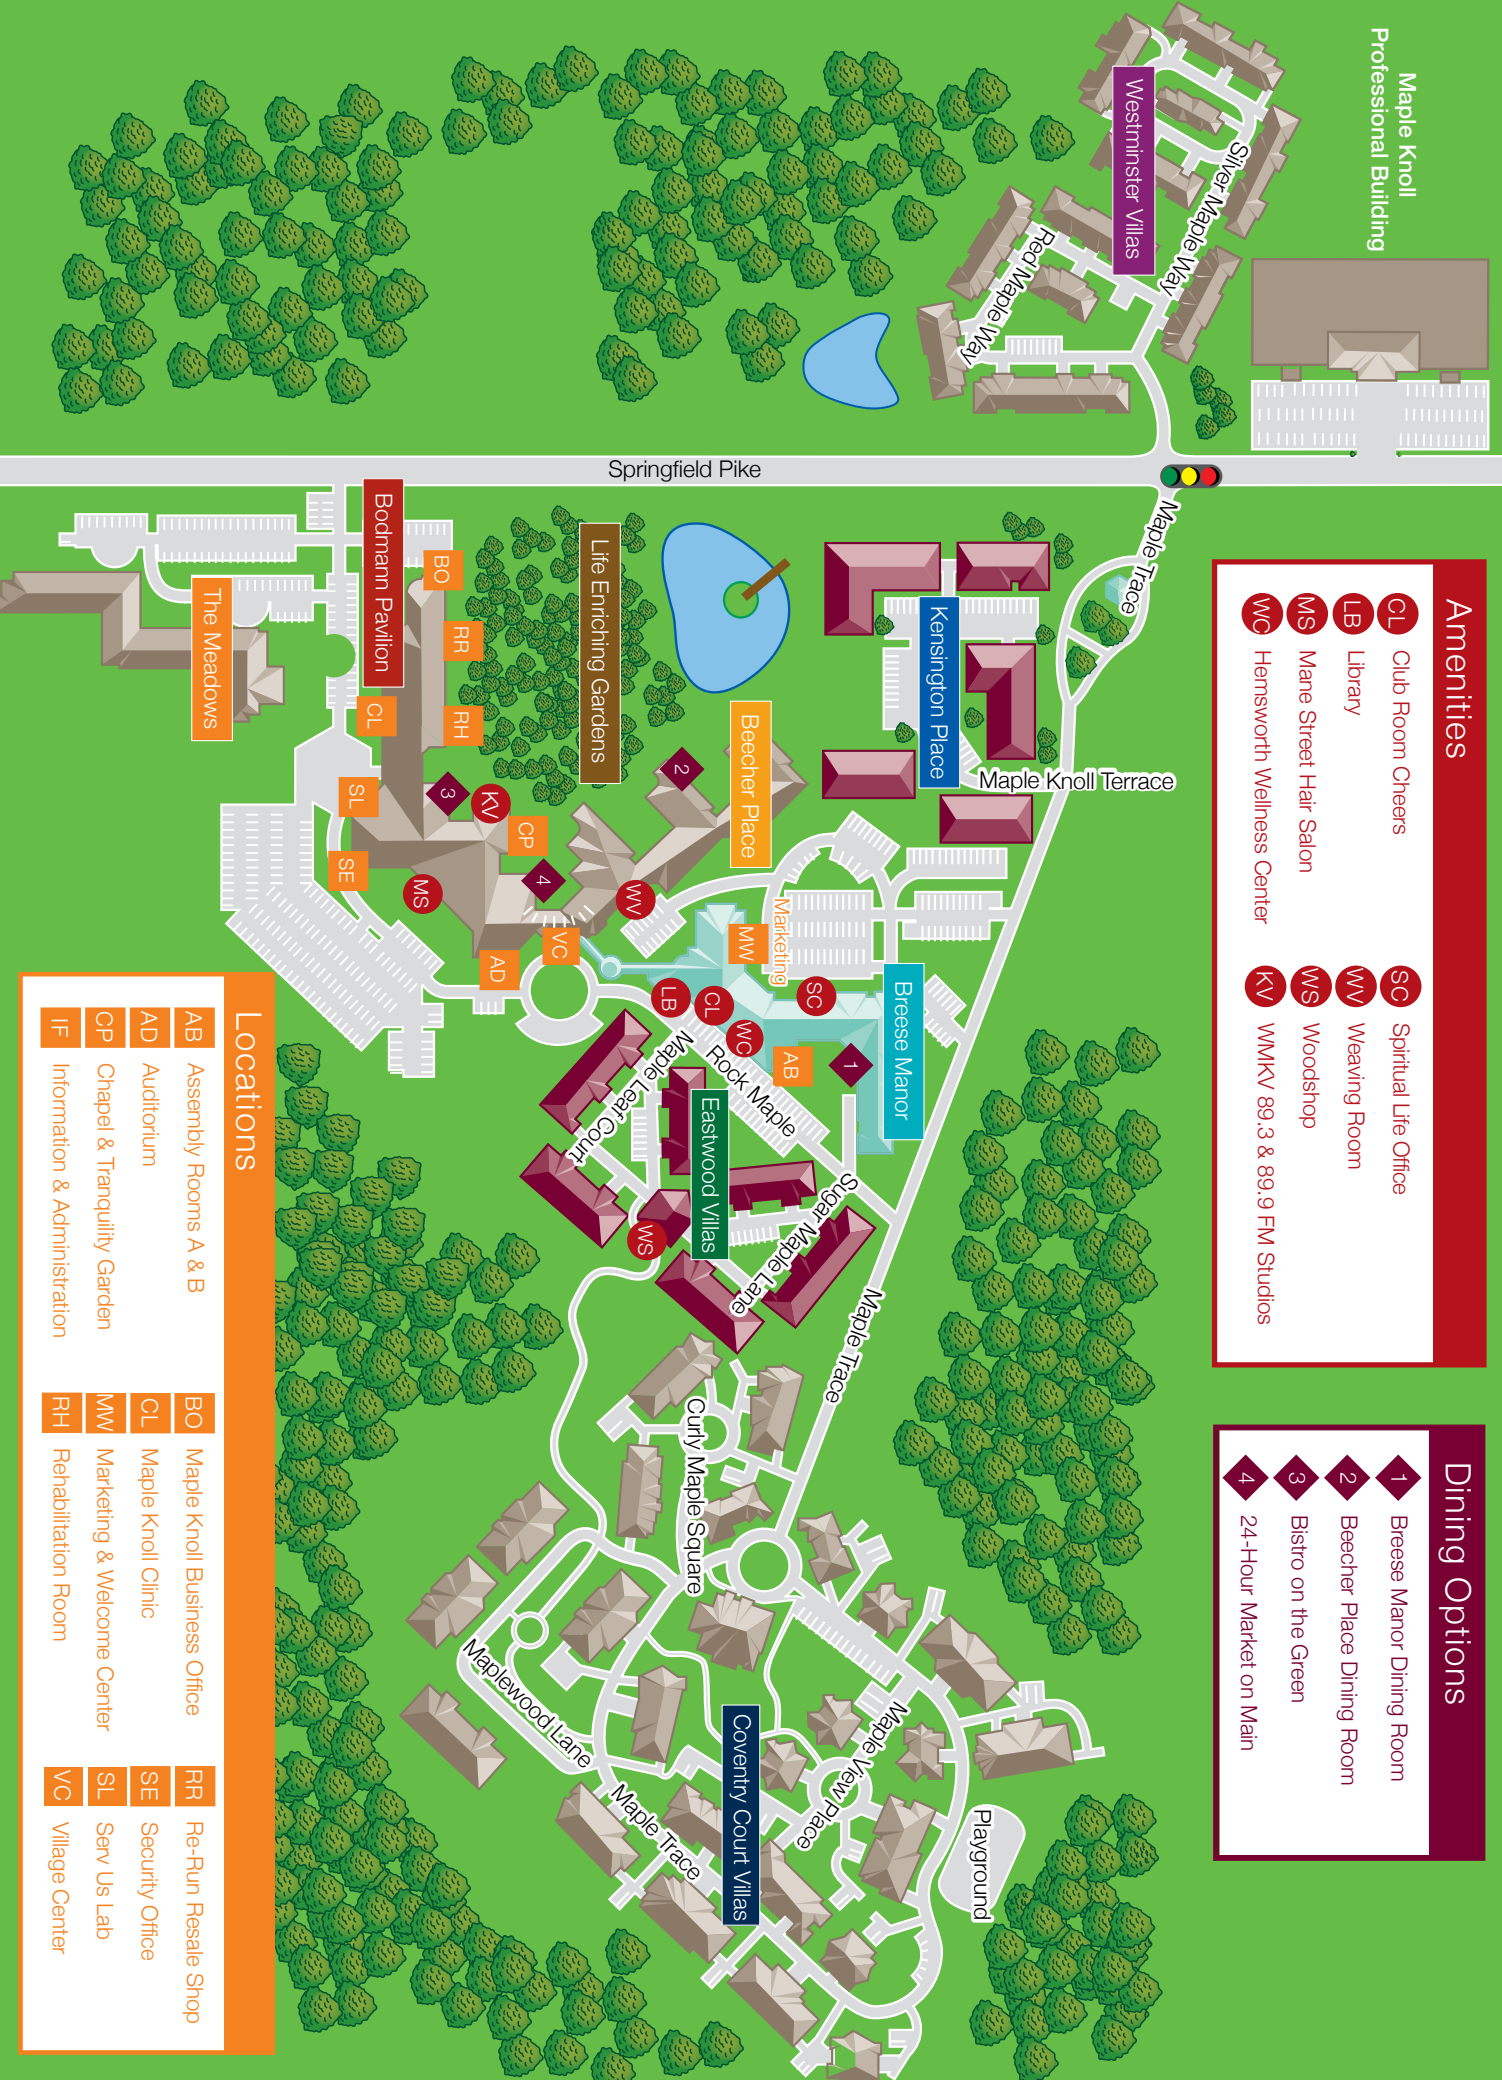 Maple Knoll
Professional Building
Westminster Villas
Silver Maple Way
Red Maple Way
Springfield Pike
Maple Trace
Amenities
CL Club Room Cheers
LB Library
MS Mane Street Hair Salon
WC Hemsworth Wellness Center
SC Spiritual Life Office
WV Weaving Room
WS Woodshop
KV WMKV 89.3 & 89.9 FM Studios
Dining Options
1 Breese Manor Dining Room
2 Beecher Place Dining Room
3 Bistro on the Green
4 24-Hour Market on Main
Kensington Place
Maple Knoll Terrace
Life Enriching Gardens
Beecher Place
Bodmann Pavilion
The Meadows
BO
RR
RH
CL
SL
SE
3
KV
CP
2
4
MS
WV
VC
AD
MW
Marketing
Breese Manor
SC
LB
CL
WC
AB
1
Rock Maple
Maple Leaf Court
Eastwood Villas
Sugar Maple Lane
WS
Maple Trace
Curly Maple Square
Maplewood Lane
Maple Trace
Coventry Court Villas
Maple View Place
Playground
Locations
AB Assembly Rooms A & B
AD Auditorium
CP Chapel & Tranquility Garden
IF Information & Administration
BO Maple Knoll Business Office
CL Maple Knoll Clinic
MW Marketing & Welcome Center
RH Rehabilitation Room
RR Re-Run Resale Shop
SE Security Office
SL Serv Us Lab
VC Village Center